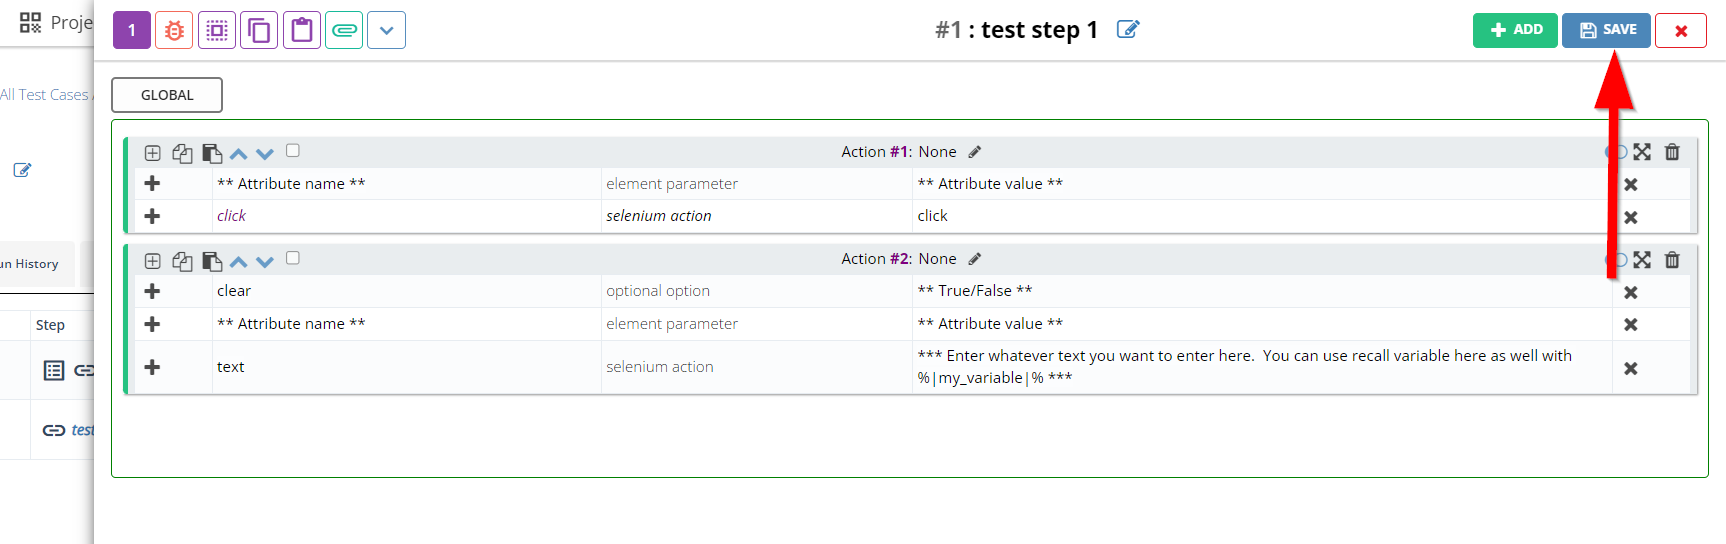 Proje
1
#1 : test step 1
ADD
SAVE
All Test Cases
GLOBAL
Action #1: None
** Attribute name ** element parameter ** Attribute value **
click selenium action click
un History
Action #2: None
clear optional option ** True/False **
Step
** Attribute name ** element parameter ** Attribute value **
text selenium action *** Enter whatever text you want to enter here.  You can use recall variable here as well with
%|my_variable|% ***
test